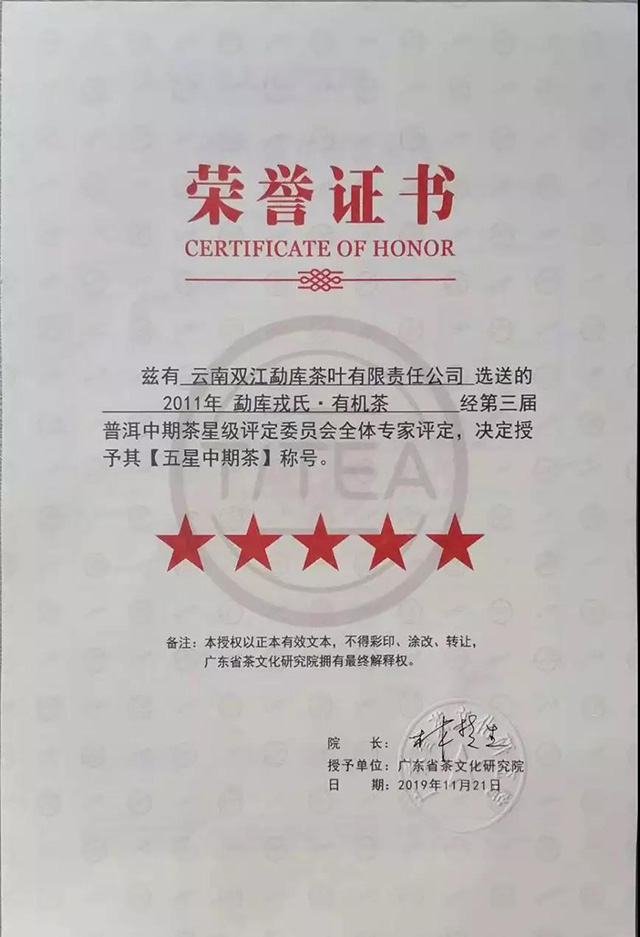 荣誉证书
CERTIFICATE OF HONOR
兹有 云南双江勐库茶叶有限责任公司 选送的
2011年 勐库戎氏·有机茶 经第三届
普洱中期茶星级评定委员会全体专家评定，决定授
予其【五星中期茶】称号。
TEA
备注：本授权以正本有效文本，不得彩印、涂改、转让，
广东省茶文化研究院拥有最终解释权。
院 长：
授予单位：广东省茶文化研究院
日 期：2019年11月21日